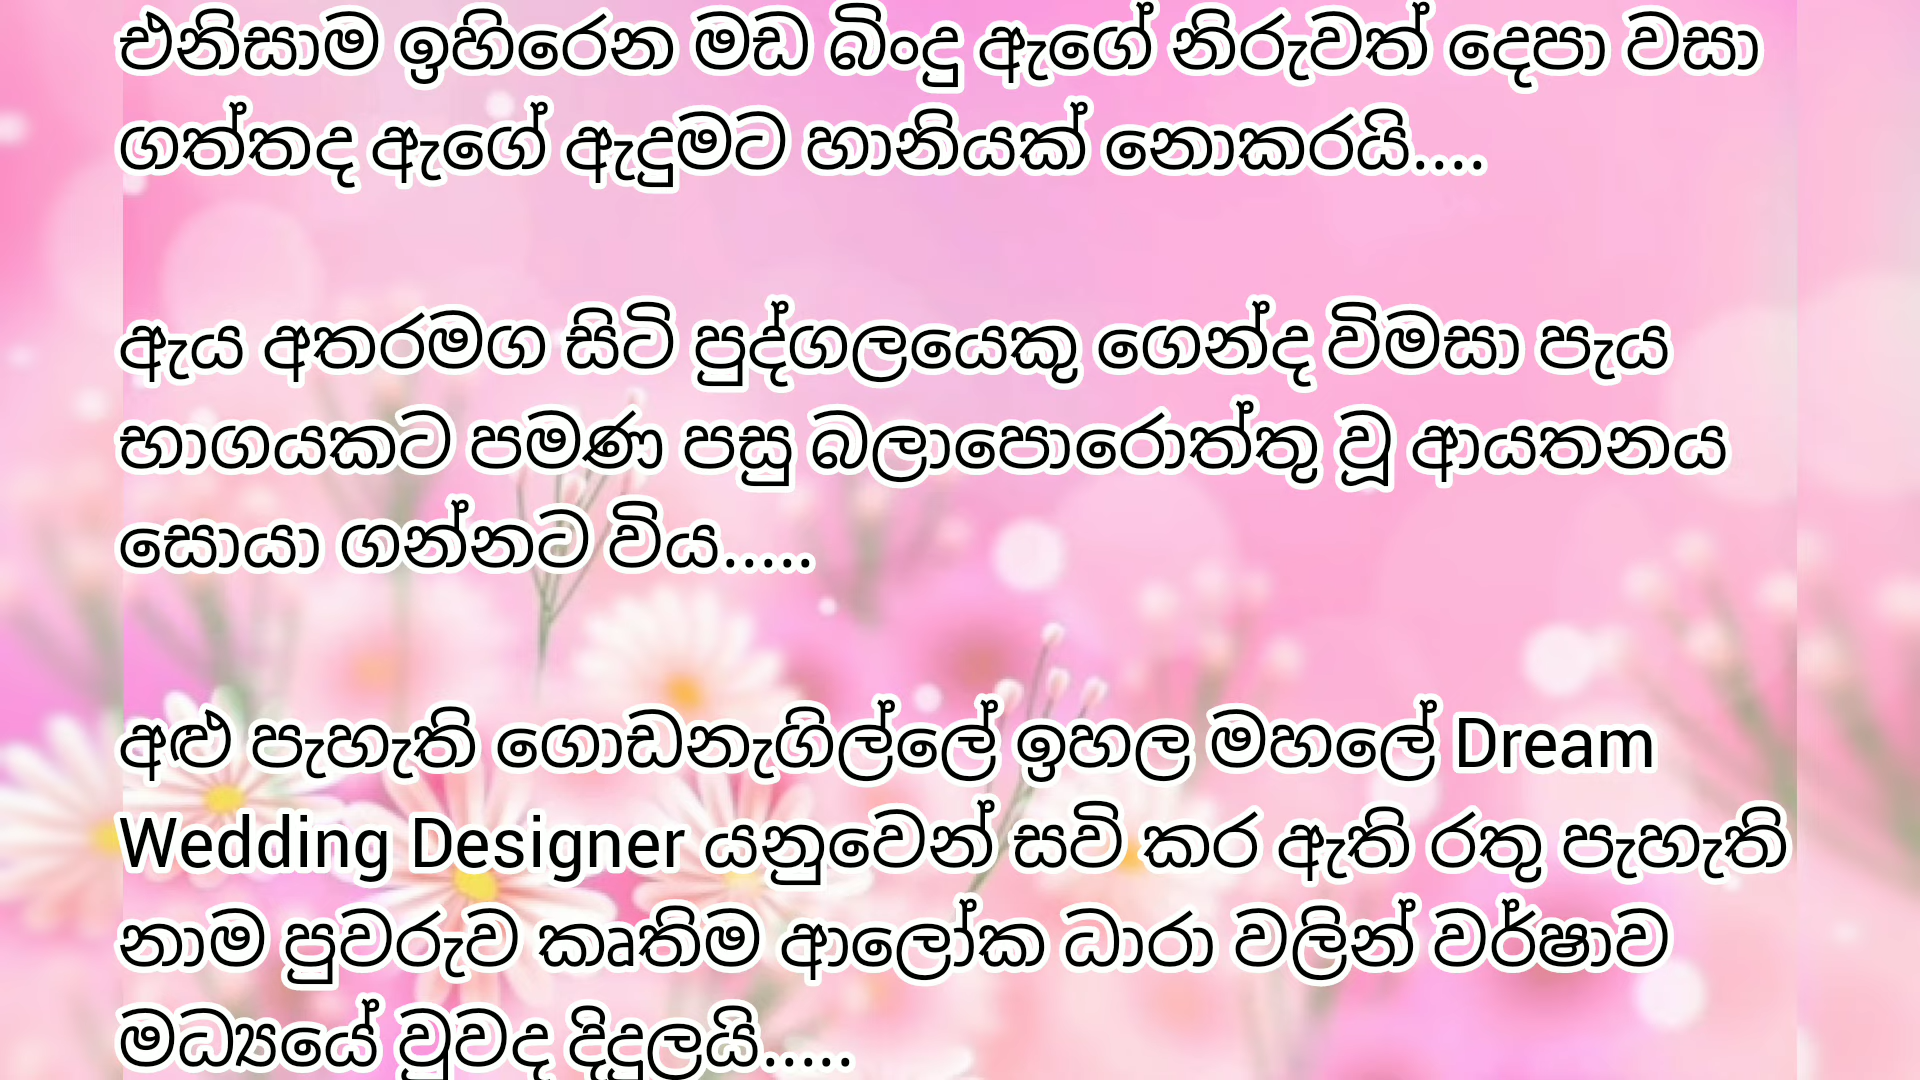 එනිසාම ඉහිරෙන මඩ බිංදු ඇගේ නිරුවත් දෙපා වසා
ගත්තද ඇගේ ඇදුමට හානියක් නොකරයි....
ඇය අතරමග සිටි පුද්ගලයෙකු ගෙන්ද විමසා පැය
භාගයකට පමණ පසු බලාපොරොත්තු වූ ආයතනය
සොයා ගන්නට විය.....
අළු පැහැති ගොඩනැගිල්ලේ ඉහල මහලේ Dream
Wedding Designer යනුවෙන් සවි කර ඇති රතු පැහැති
නාම පුවරුව කෘතිම ආලෝක ධාරා වලින් වර්ෂාව
මධ්‍යයේ වුවද දිදුලයි.....